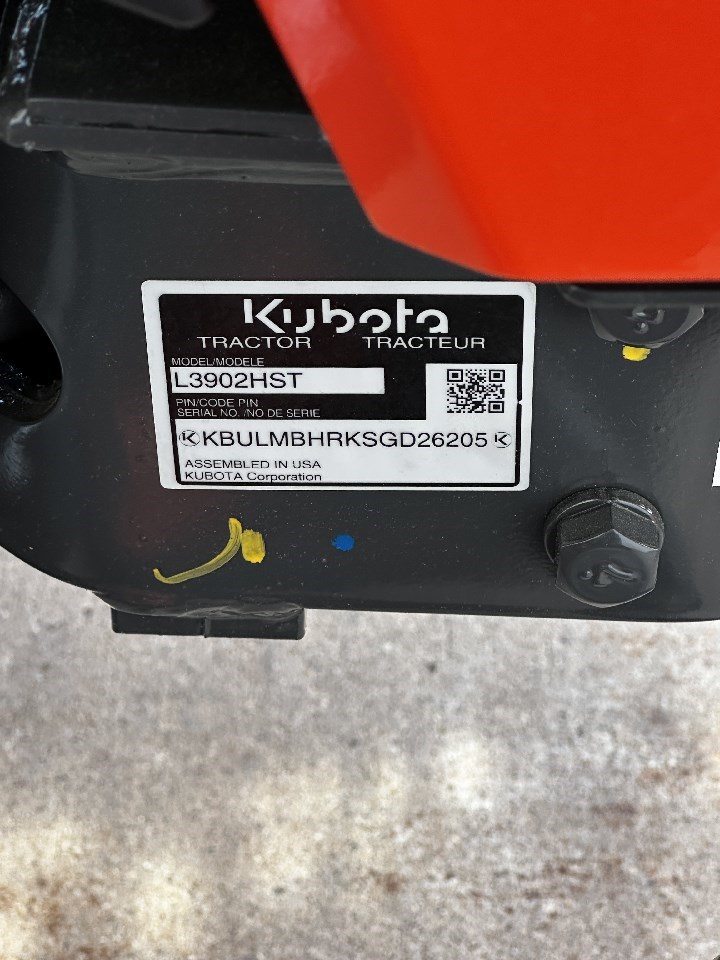 Kubota
TRACTOR TRACTEUR
MODEL/MODELE
L3902HST
PIN/CODE PIN
SERIAL NO. /NO DE SERIE
KBULMBHRKSGD26205
ASSEMBLED IN USA
KUBOTA Corporation